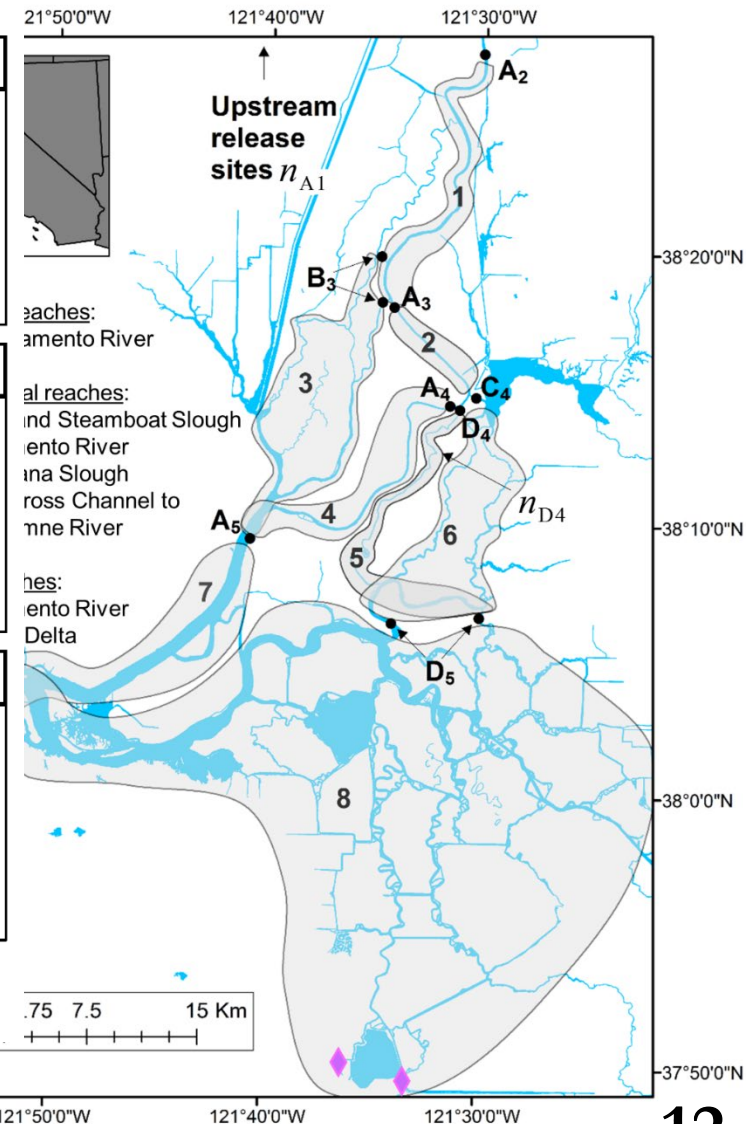 121°50'0"W 121°40'0"W 121°30'0"W
A2
Upstream
release
sites nA1
1
38°20'0"N
B3
A3
eaches:
amento River
2
3
A4 C4
al reaches:
D4
and Steamboat Slough
ento River
ana Slough
ross Channel to
mne River
nD4
4
A5
38°10'0"N
6
5
hes:
7
ento River
Delta
D5
8
38°0'0"N
.75 7.5 15 Km
37°50'0"N
121°50'0"W 121°40'0"W 121°30'0"W